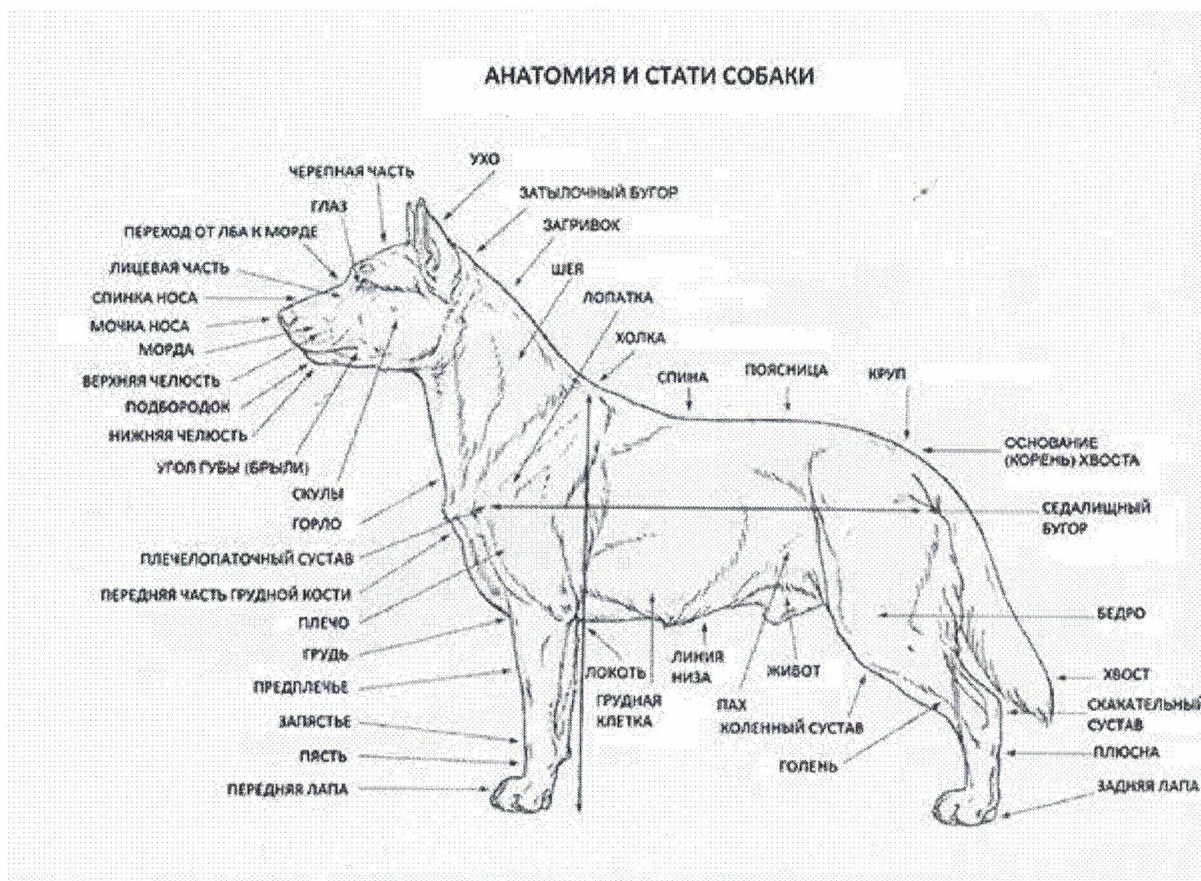 АНАТОМИЯ И СТАТИ СОБАКИ
УХО
ЧЕРЕПНАЯ ЧАСТЬ
ЗАТЫЛОЧНЫЙ БУГОР
ГЛАЗ
ЗАГРИВОК
ПЕРЕХОД ОТ ЛБА К МОРДЕ
ШЕЯ
ЛИЦЕВАЯ ЧАСТЬ
ЛОПАТКА
СПИНКА НОСА
МОЧКА НОСА
ХОЛКА
МОРДА
СПИНА
ПОЯСНИЦА
КРУП
ВЕРХНЯЯ ЧЕЛЮСТЬ
ПОДБОРОДОК
НИЖНЯЯ ЧЕЛЮСТЬ
ОСНОВАНИЕ
(КОРЕНЬ) ХВОСТА
УГОЛ ГУБЫ (БРЫЛИ)
СКУЛЫ
ГОРЛО
СЕДАЛИЩНЫЙ
БУГОР
ПЛЕЧЕЛОПАТОЧНЫЙ СУСТАВ
ПЕРЕДНЯЯ ЧАСТЬ ГРУДНОЙ КОСТИ
ПЛЕЧО
БЕДРО
ГРУДЬ
ЛОКОТЬ
ЛИНИЯ
НИЗА
ЖИВОТ
ХВОСТ
ПРЕДПЛЕЧЬЕ
ГРУДНАЯ
КЛЕТКА
ПАХ
КОЛЕННЫЙ СУСТАВ
СКАКАТЕЛЬНЫЙ
СУСТАВ
ЗАПЯСТЬЕ
ПЯСТЬ
ГОЛЕНЬ
ПЛЮСНА
ПЕРЕДНЯЯ ЛАПА
ЗАДНЯЯ ЛАПА